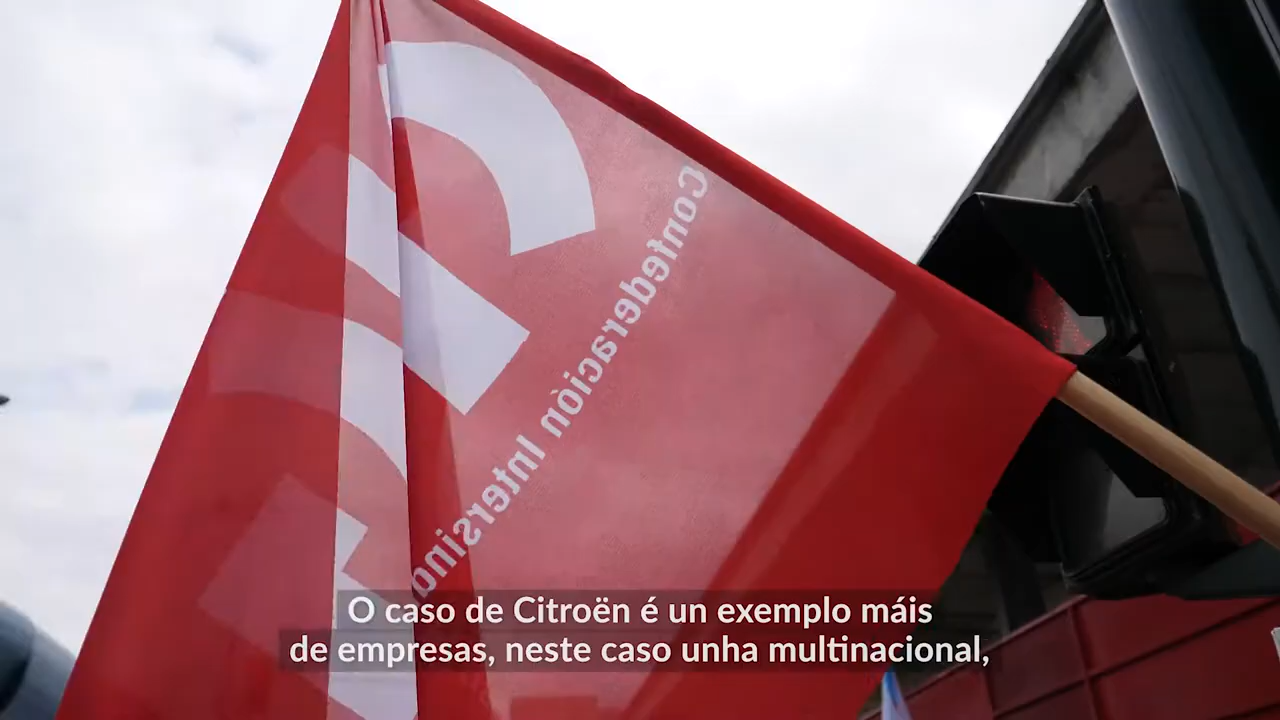 Confederación Intersind
O caso de Citroën é un exemplo máis
de empresas, neste caso unha multinacional,